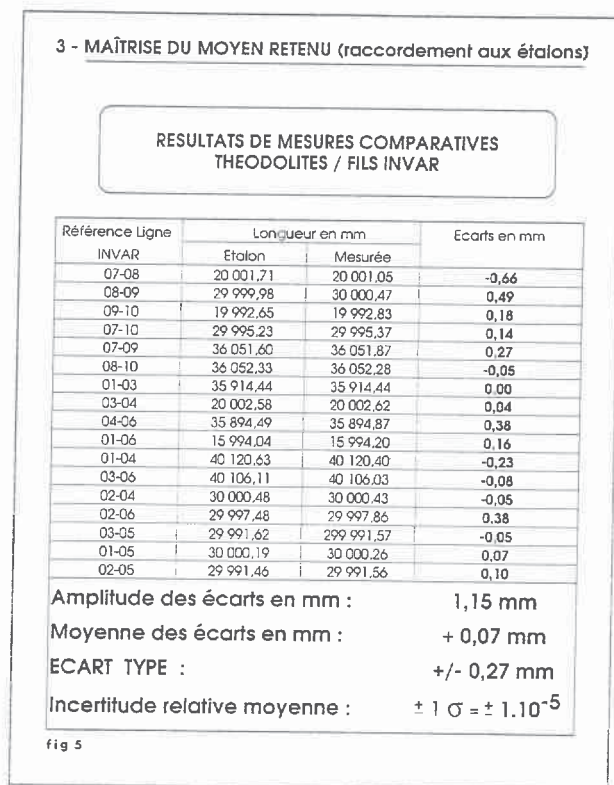 3 - MAÎTRISE DU MOYEN RETENU (raccordement aux étalons)
RESULTATS DE MESURES COMPARATIVES
THEODOLITES / FILS INVAR
Référence Ligne Longueur en mm Ecarts en mm
INVAR Etalon Mesurée
07-08 20 001,71 20 001,05 -0,66
08-09 29 999,98 30 000,47 0,49
09-10 19 992,65 19 992,83 0,18
07-10 29 995,23 29 995,37 0,14
07-09 36 051,60 36 051,87 0,27
08-10 36 052,33 36 052,28 -0,05
01-03 35 914,44 35 914,44 0,00
03-04 20 002,58 20 002,62 0,04
04-06 35 894,49 35 894,87 0,38
01-06 15 994,04 15 994,20 0,16
01-04 40 120,63 40 120,40 -0,23
03-06 40 106,11 40 106,03 -0,08
02-04 30 000,48 30 000,43 -0,05
02-06 29 997,48 29 997,86 0,38
03-05 29 991,62 299 991,57 -0,05
01-05 30 000,19 30 000,26 0,07
02-05 29 991,46 29 991,56 0,10
Amplitude des écarts en mm : 1,15 mm
Moyenne des écarts en mm : + 0,07 mm
ECART TYPE : +/- 0,27 mm
Incertitude relative moyenne : ± 1 σ = ± 1.10⁻⁵
fig 5